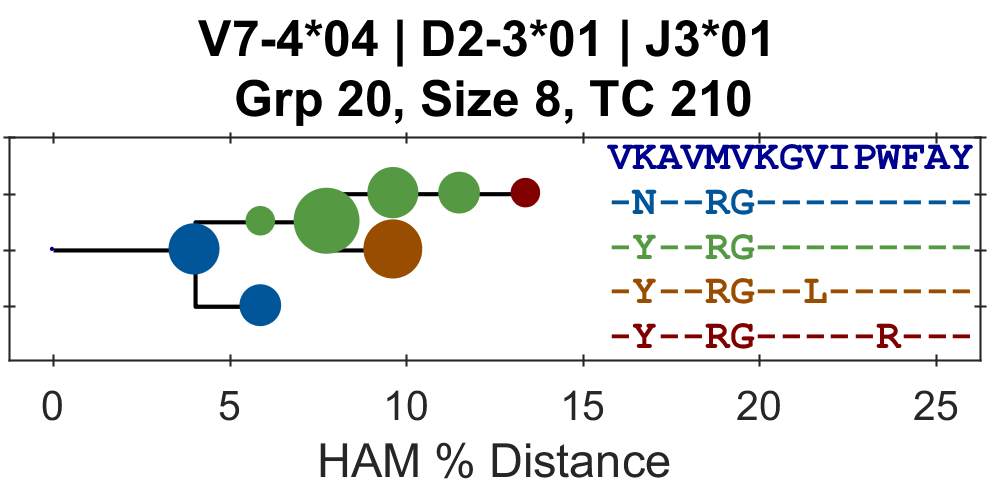 V7-4*04 | D2-3*01 | J3*01
Grp 20, Size 8, TC 210
VKAVMVKGVIPWFAY
-N--RG---------
-Y--RG---------
-Y--RG--L------
-Y--RG-----R---
0 5 10 15 20 25
HAM % Distance